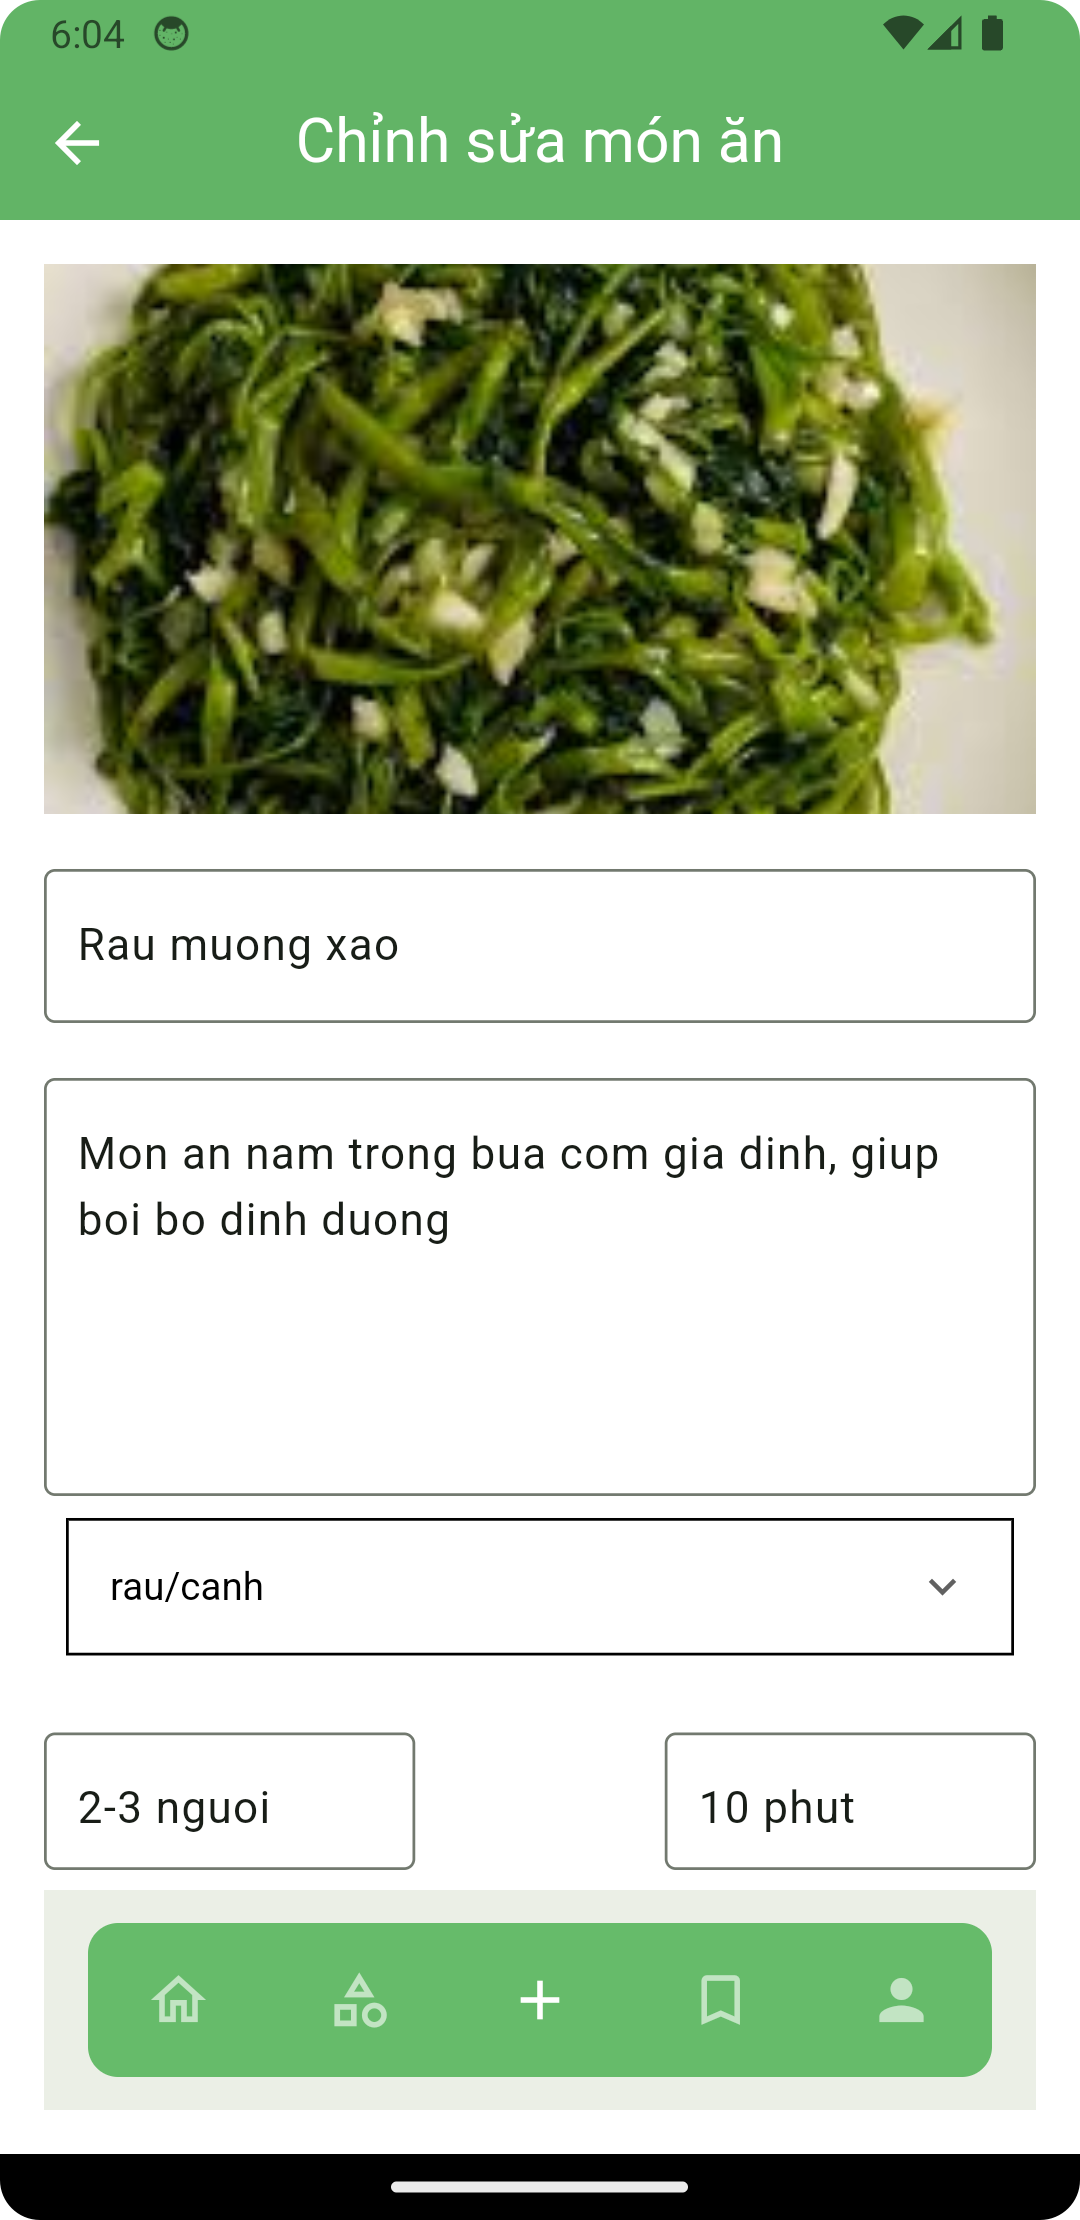 6:04
Chỉnh sửa món ăn
Rau muong xao
Mon an nam trong bua com gia dinh, giup
boi bo dinh duong
rau/canh
2-3 nguoi
10 phut